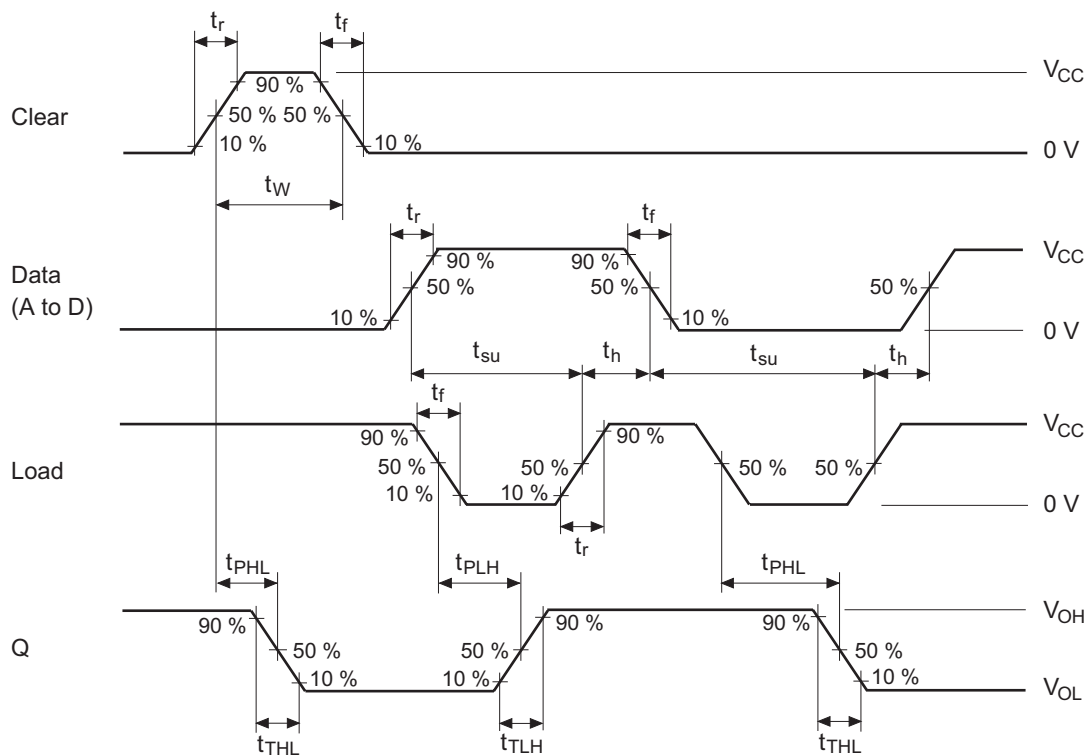 tr tf
VCC
90 %
Clear
50 % 50 %
10 % 10 %
0 V
tW
tr tf
VCC
90 % 90 %
Data
(A to D)
50 % 50 % 50 %
10 % 10 %
0 V
tsu th tsu th
tf
VCC
90 % 90 %
Load
50 % 50 % 50 % 50 %
10 % 10 %
0 V
tr
tPHL tPLH tPHL
VOH
90 % 90 % 90 %
Q
50 % 50 % 50 %
10 % 10 % 10 %
VOL
tTHL tTLH tTHL